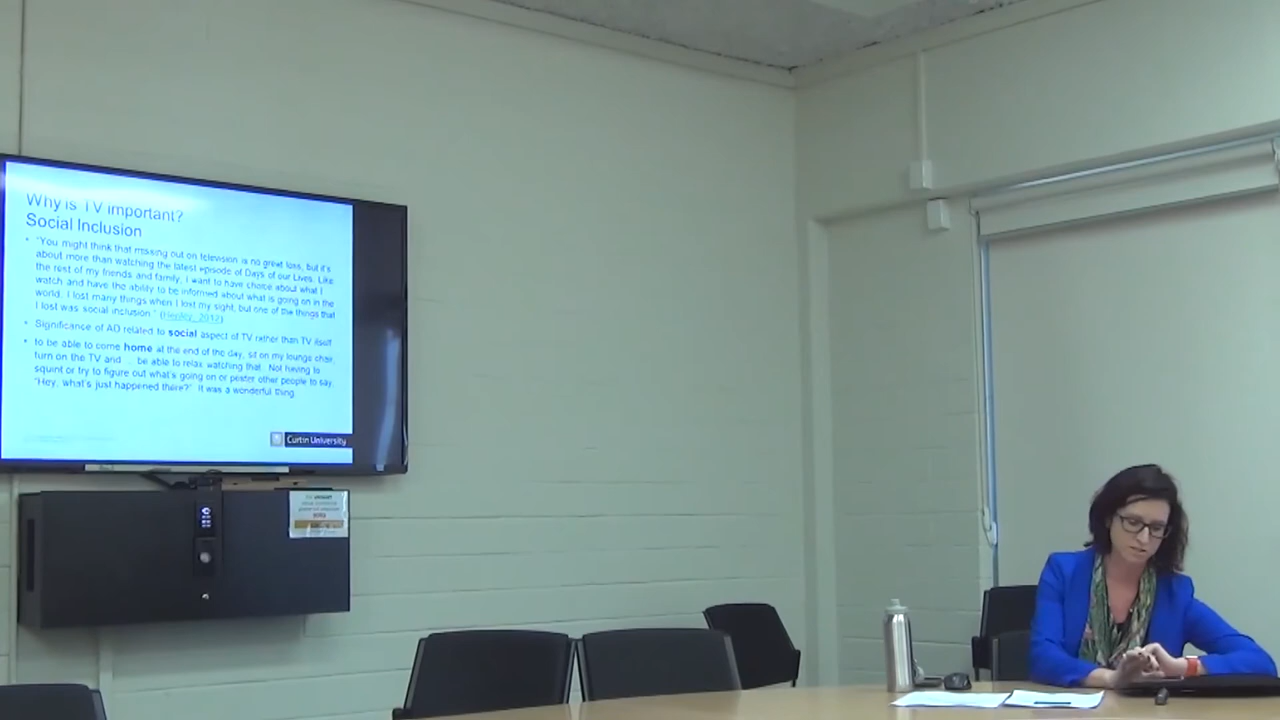 Why is TV important?
Social Inclusion
• "You might think that missing out on television is no great loss, but it's
about more than watching the latest episode of Days of our Lives. Like
the rest of my friends and family, I want to have choice about what I
watch and have the ability to be informed about what is going on in the
world. I lost many things when I lost my sight, but one of the things that
I lost was social inclusion." (Hayley, 2012)
• Significance of AD related to social aspect of TV rather than TV itself
• to be able to come home at the end of the day, sit on my lounge chair,
turn on the TV and ... be able to relax watching that. Not having to
squint or try to figure out what's going on or pester other people to say,
"Hey, what's just happened there?" It was a wonderful thing.
Curtin University